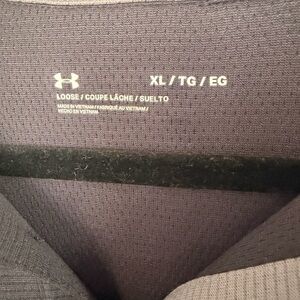 XL / TG / EG
LOOSE / COUPE LÂCHE / SUELTO
MADE IN VIETNAM / FABRIQUÉ AU VIETNAM /
HECHO EN VIETNAM